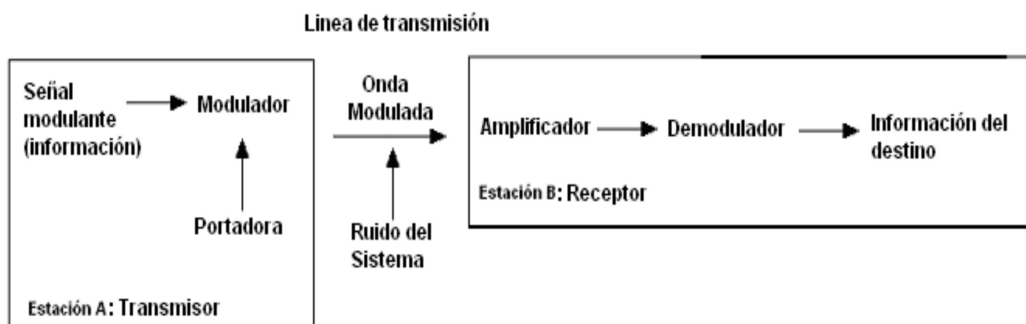 Linea de transmisión
Señal
modulante
(información)
Modulador
Portadora
Estación A: Transmisor
Onda
Modulada
Ruido del
Sistema
Amplificador
Demodulador
Información del
destino
Estación B: Receptor